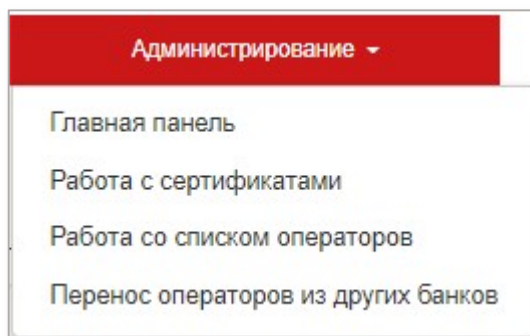 Администрирование
Главная панель
Работа с сертификатами
Работа со списком операторов
Перенос операторов из других банков